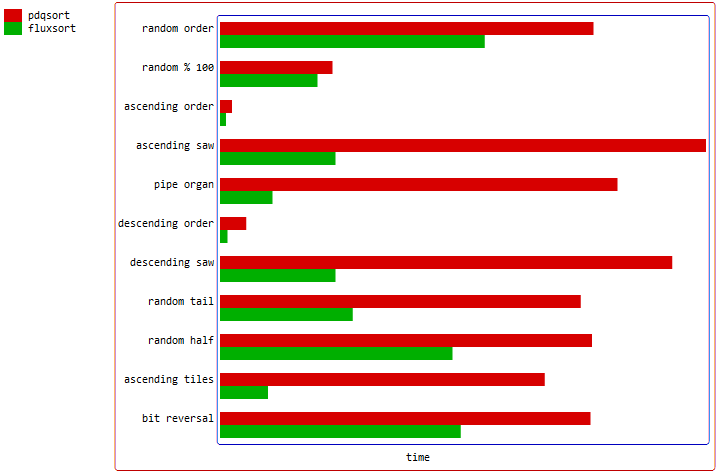 pdqsort
fluxsort
random order
random % 100
ascending order
ascending saw
pipe organ
descending order
descending saw
random tail
random half
ascending tiles
bit reversal
time